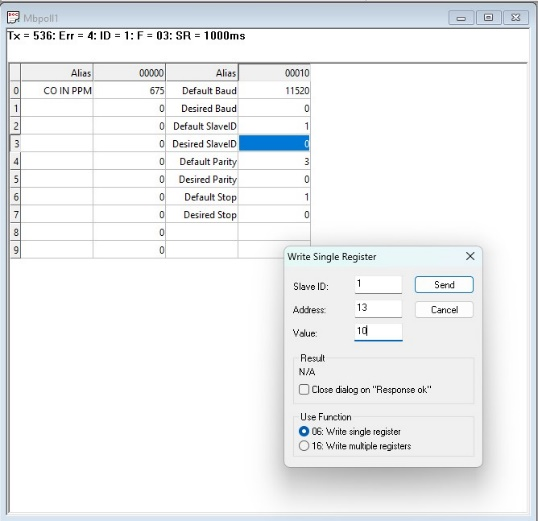 Mbpoll1
Tx = 536: Err = 4: ID = 1: F = 03: SR = 1000ms
Alias 00000 Alias 00010
0 CO IN PPM 675 Default Baud 11520
1 0 Desired Baud 0
2 0 Default SlaveID 1
3 0 Desired SlaveID 0
4 0 Default Parity 3
5 0 Desired Parity 0
6 0 Default Stop 1
7 0 Desired Stop 0
8 0
9 0
Write Single Register
Slave ID: 1 Send
Address: 13 Cancel
Value: 10
Result
N/A
Close dialog on "Response ok"
Use Function
06: Write single register
16: Write multiple registers